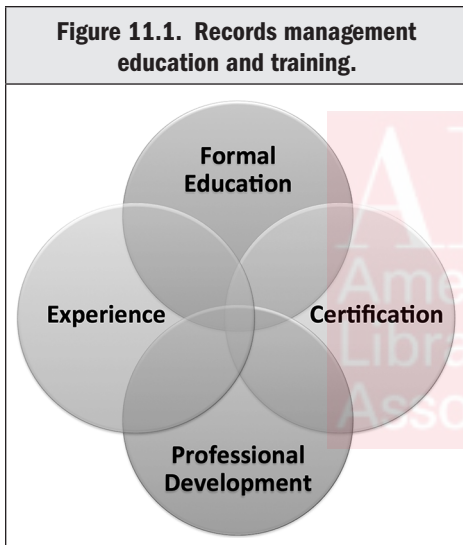 Figure 11.1. Records management
education and training.
Formal
Education
Experience
Certification
Professional
Development